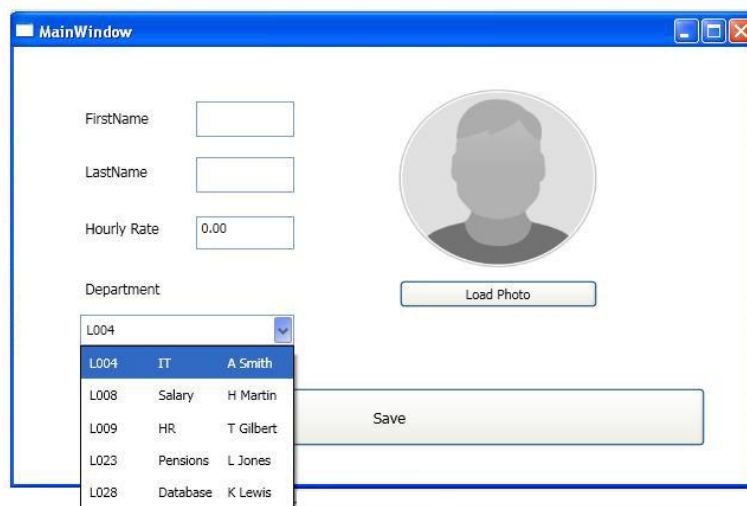 MainWindow
FirstName
LastName
Hourly Rate 0.00
Department
Load Photo
L004
L004 IT A Smith
L008 Salary H Martin
Save
L009 HR T Gilbert
L023 Pensions L Jones
L028 Database K Lewis